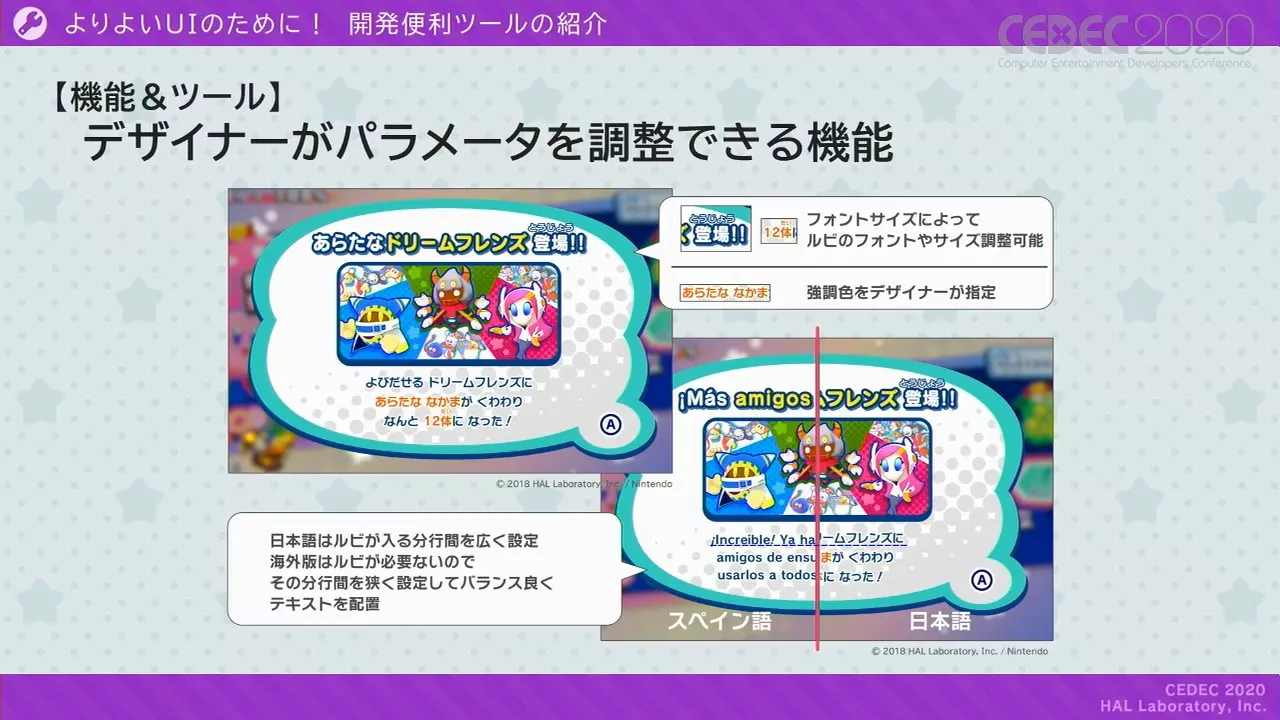 よりよいUIのために！　開発便利ツールの紹介
CEDEC 2020
Computer Entertainment Developers Conference
【機能＆ツール】
デザイナーがパラメータを調整できる機能
とうじょう
あらたなドリームフレンズ 登場!!
よびだせる ドリームフレンズに
あらたな なかまが くわわり
たい
なんと 12体に なった！
A
© 2018 HAL Laboratory, Inc. / Nintendo
とうじょう
登場!!
たい
12体
フォントサイズによって
ルビのフォントやサイズ調整可能
あらたな なかま
強調色をデザイナーが指定
とうじょう
¡Más amigos フレンズ 登場!!
¡Increíble! Ya ha ームフレンズに
amigos de ensu まが くわわり
usarlos a todos に なった！
A
スペイン語
日本語
© 2018 HAL Laboratory, Inc. / Nintendo
日本語はルビが入る分行間を広く設定
海外版はルビが必要ないので
その分行間を狭く設定してバランス良く
テキストを配置
CEDEC 2020
HAL Laboratory, Inc.